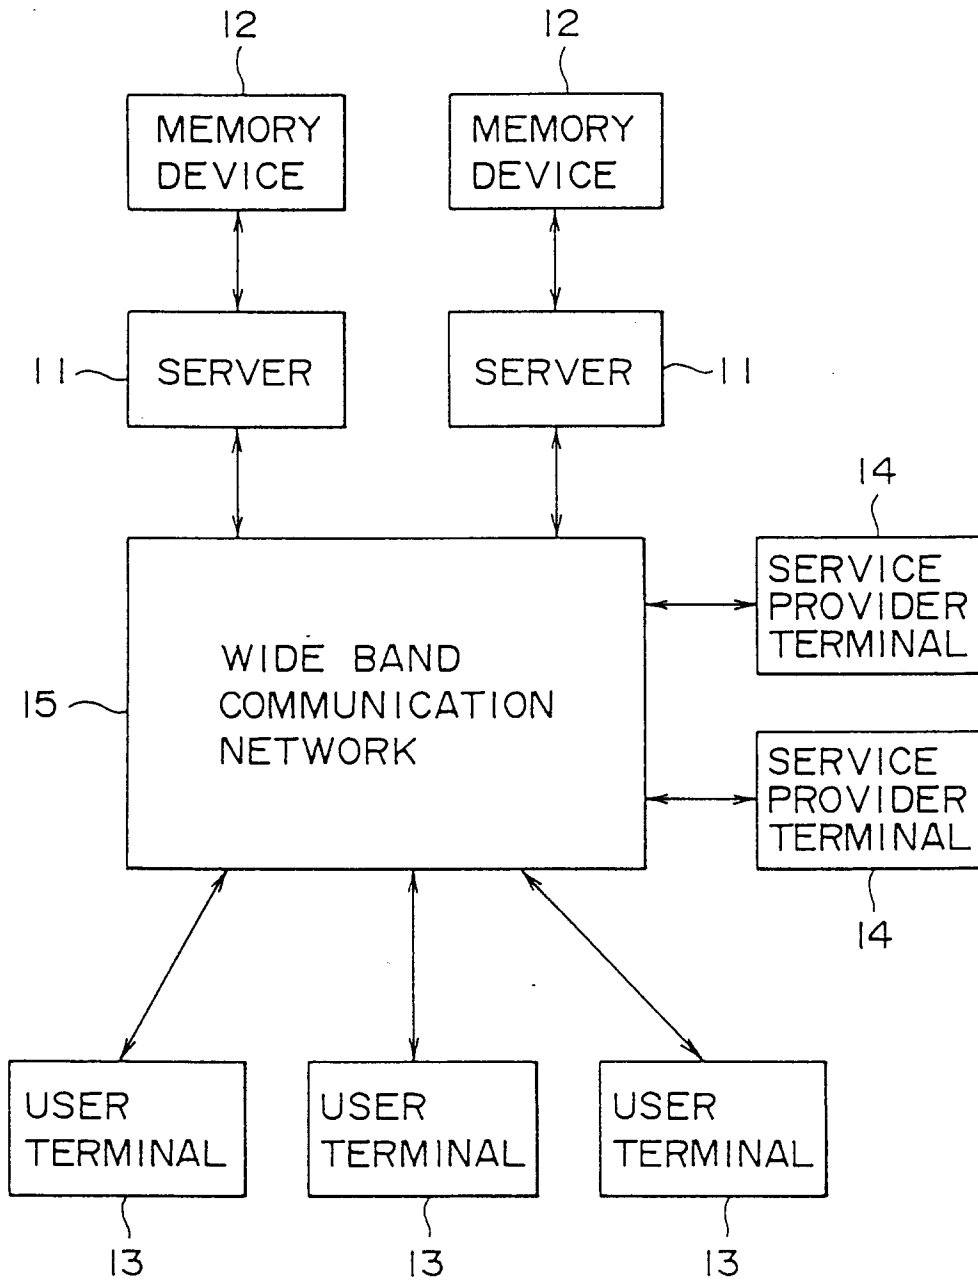 12
12
MEMORY
DEVICE
MEMORY
DEVICE
11
SERVER
SERVER
11
14
SERVICE
PROVIDER
TERMINAL
15
WIDE BAND
COMMUNICATION
NETWORK
SERVICE
PROVIDER
TERMINAL
14
USER
TERMINAL
USER
TERMINAL
USER
TERMINAL
13
13
13